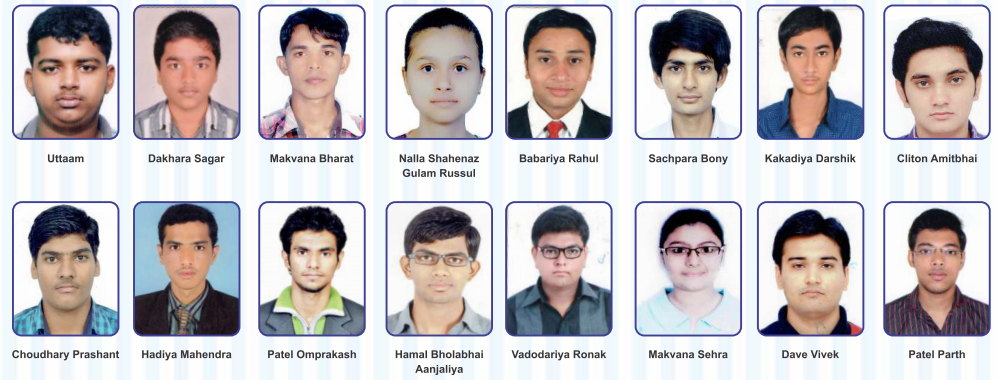 Uttaam
Dakhara Sagar
Makvana Bharat
Nalla Shahenaz
Gulam Russul
Babariya Rahul
Sachpara Bony
Kakadiya Darshik
Cliton Amitbhai
Choudhary Prashant
Hadiya Mahendra
Patel Omprakash
Hamal Bholabhai
Aanjaliya
Vadodariya Ronak
Makvana Sehra
Dave Vivek
Patel Parth